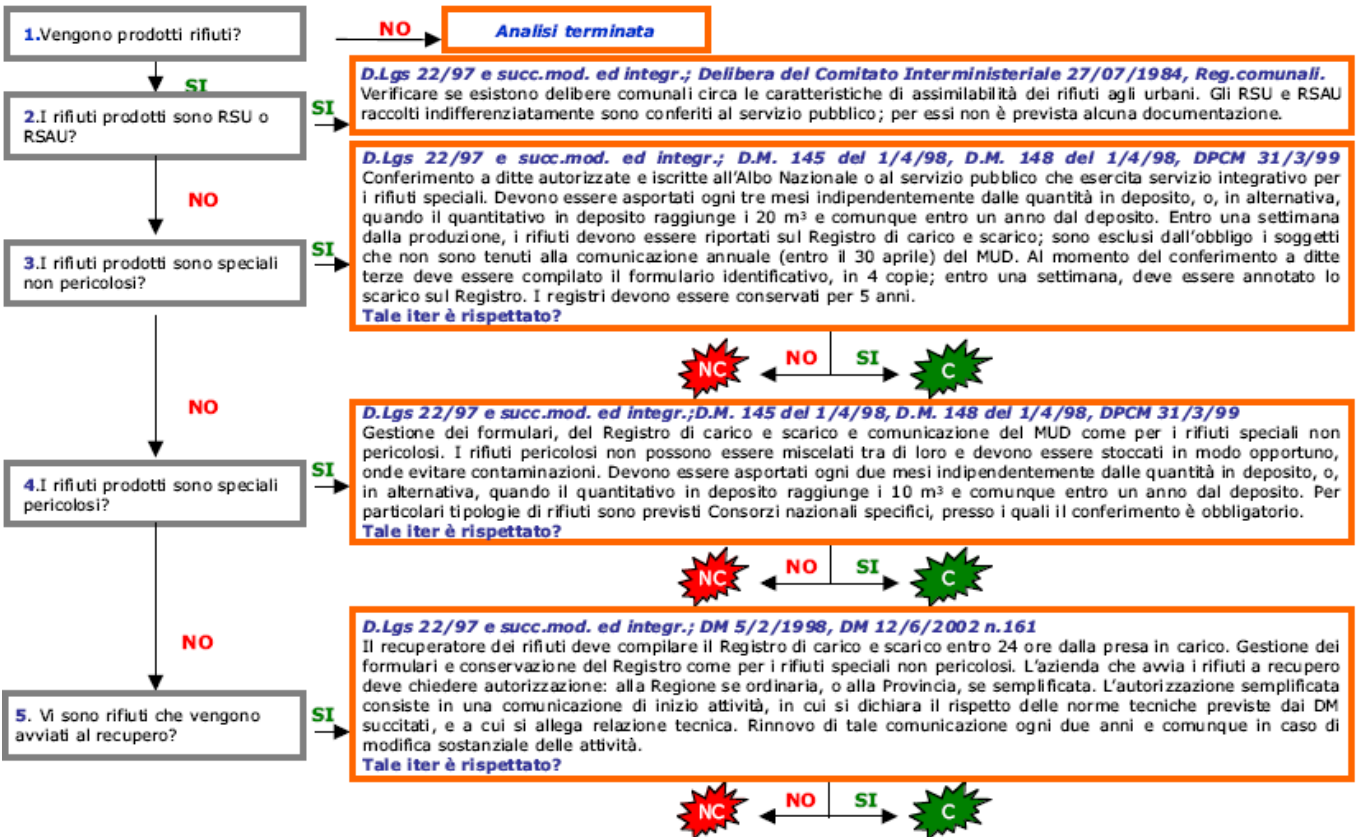 1.Vengono prodotti rifiuti?
NO
Analisi terminata
SI
D.Lgs 22/97 e succ.mod. ed integr.; Delibera del Comitato Interministeriale 27/07/1984, Reg.comunali.
Verificare se esistono delibere comunali circa le caratteristiche di assimilabilità dei rifiuti agli urbani. Gli RSU e RSAU
raccolti indifferenziatamente sono conferiti al servizio pubblico; per essi non è prevista alcuna documentazione.
2.I rifiuti prodotti sono RSU o
RSAU?
SI
NO
D.Lgs 22/97 e succ.mod. ed integr.; D.M. 145 del 1/4/98, D.M. 148 del 1/4/98, DPCM 31/3/99
Conferimento a ditte autorizzate e iscritte all'Albo Nazionale o al servizio pubblico che esercita servizio integrativo per
i rifiuti speciali. Devono essere asportati ogni tre mesi indipendentemente dalle quantità in deposito, o, in alternativa,
quando il quantitativo in deposito raggiunge i 20 m³ e comunque entro un anno dal deposito. Entro una settimana
dalla produzione, i rifiuti devono essere riportati sul Registro di carico e scarico; sono esclusi dall'obbligo i soggetti
che non sono tenuti alla comunicazione annuale (entro il 30 aprile) del MUD. Al momento del conferimento a ditte
terze deve essere compilato il formulario identificativo, in 4 copie; entro una settimana, deve essere annotato lo
scarico sul Registro. I registri devono essere conservati per 5 anni.
Tale iter è rispettato?
3.I rifiuti prodotti sono speciali
non pericolosi?
SI
NC
NO
SI
C
NO
D.Lgs 22/97 e succ.mod. ed integr.;D.M. 145 del 1/4/98, D.M. 148 del 1/4/98, DPCM 31/3/99
Gestione dei formulari, del Registro di carico e scarico e comunicazione del MUD come per i rifiuti speciali non
pericolosi. I rifiuti pericolosi non possono essere miscelati tra di loro e devono essere stoccati in modo opportuno,
onde evitare contaminazioni. Devono essere asportati ogni due mesi indipendentemente dalle quantità in deposito, o,
in alternativa, quando il quantitativo in deposito raggiunge i 10 m³ e comunque entro un anno dal deposito. Per
particolari tipologie di rifiuti sono previsti Consorzi nazionali specifici, presso i quali il conferimento è obbligatorio.
Tale iter è rispettato?
4.I rifiuti prodotti sono speciali
pericolosi?
SI
NC
NO
SI
C
NO
D.Lgs 22/97 e succ.mod. ed integr.; DM 5/2/1998, DM 12/6/2002 n.161
Il recuperatore dei rifiuti deve compilare il Registro di carico e scarico entro 24 ore dalla presa in carico. Gestione dei
formulari e conservazione del Registro come per i rifiuti speciali non pericolosi. L'azienda che avvia i rifiuti a recupero
deve chiedere autorizzazione: alla Regione se ordinaria, o alla Provincia, se semplificata. L'autorizzazione semplificata
consiste in una comunicazione di inizio attività, in cui si dichiara il rispetto delle norme tecniche previste dai DM
succitati, e a cui si allega relazione tecnica. Rinnovo di tale comunicazione ogni due anni e comunque in caso di
modifica sostanziale delle attività.
Tale iter è rispettato?
5. Vi sono rifiuti che vengono
avviati al recupero?
SI
NC
NO
SI
C